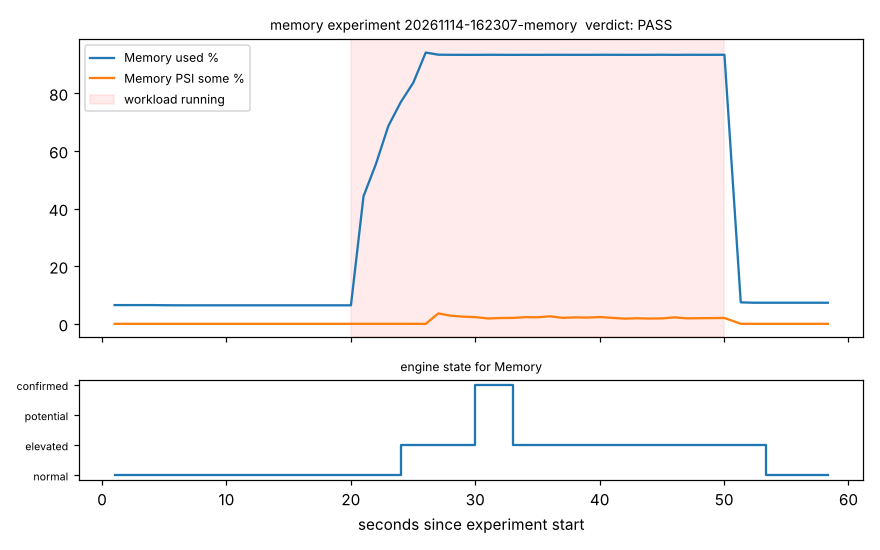 memory experiment 20261114-162307-memory  verdict: PASS
Memory used %
Memory PSI some %
workload running
80
60
40
20
0
engine state for Memory
confirmed
potential
elevated
normal
0 10 20 30 40 50 60
seconds since experiment start